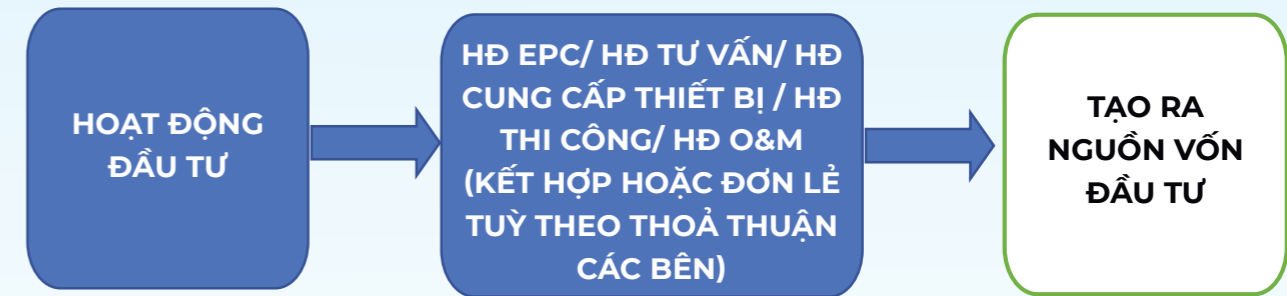 HOẠT ĐỘNG
ĐẦU TƯ
HĐ EPC/ HĐ TƯ VẤN/ HĐ
CUNG CẤP THIẾT BỊ / HĐ
THI CÔNG/ HĐ O&M
(KẾT HỢP HOẶC ĐƠN LẺ
TUỲ THEO THOẢ THUẬN
CÁC BÊN)
TẠO RA
NGUỒN VỐN
ĐẦU TƯ